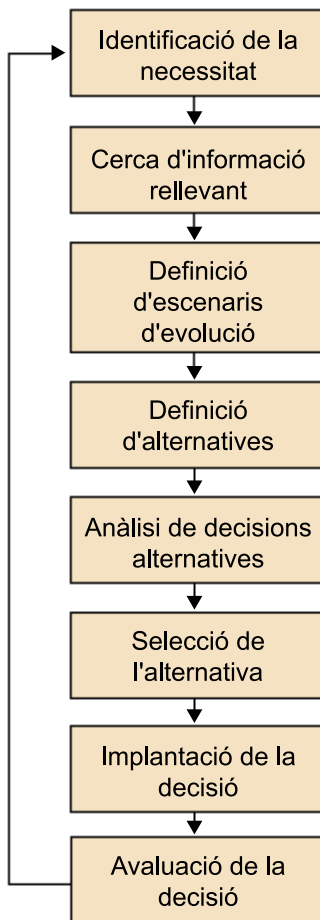 Identificació de la
necessitat
Cerca d'informació
rellevant
Definició
d'escenaris
d'evolució
Definició
d'alternatives
Anàlisi de decisions
alternatives
Selecció de
l'alternativa
Implantació de la
decisió
Avaluació de la
decisió